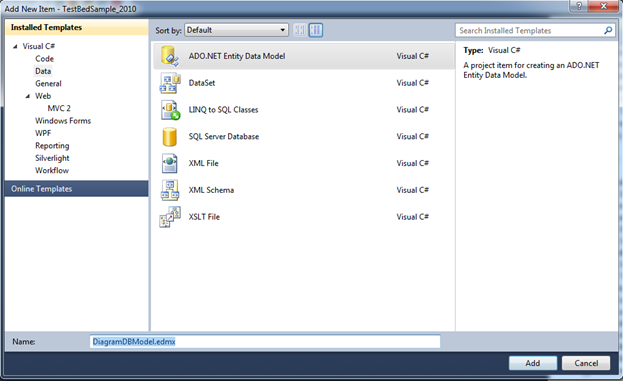 Add New Item - TestBedSample_2010
Installed Templates
Visual C#
Code
Data
General
Web
MVC 2
Windows Forms
WPF
Reporting
Silverlight
Workflow
Online Templates
Sort by: Default
ADO.NET Entity Data Model Visual C#
DataSet Visual C#
LINQ to SQL Classes Visual C#
SQL Server Database Visual C#
XML File Visual C#
XML Schema Visual C#
XSLT File Visual C#
Search Installed Templates
Type: Visual C#
A project item for creating an ADO.NET
Entity Data Model.
Name: DiagramDBModel.edmx
Add Cancel